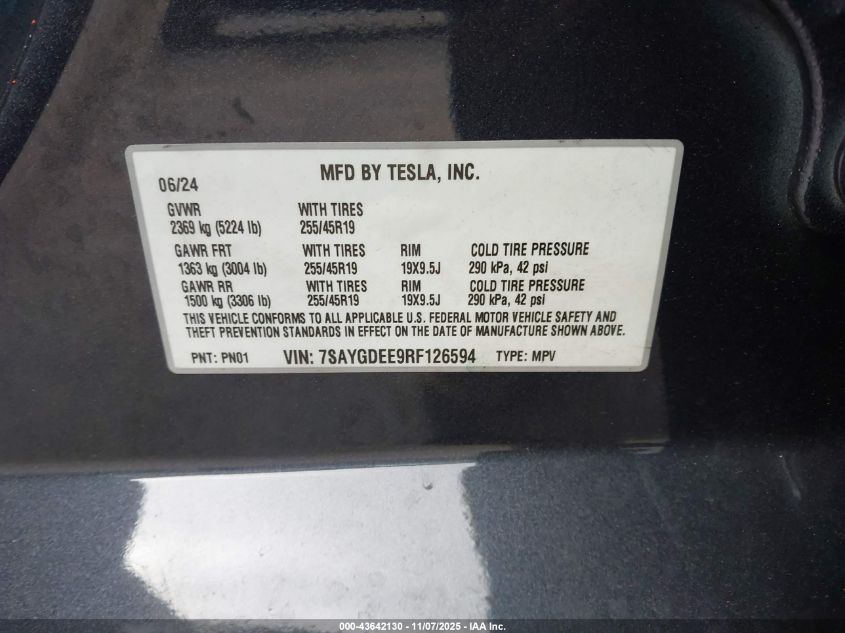 MFD BY TESLA, INC.
06/24
GVWR WITH TIRES
2369 kg (5224 lb) 255/45R19
GAWR FRT WITH TIRES RIM COLD TIRE PRESSURE
1363 kg (3004 lb) 255/45R19 19X9.5J 290 kPa, 42 psi
GAWR RR WITH TIRES RIM COLD TIRE PRESSURE
1500 kg (3306 lb) 255/45R19 19X9.5J 290 kPa, 42 psi
THIS VEHICLE CONFORMS TO ALL APPLICABLE U.S. FEDERAL MOTOR VEHICLE SAFETY AND
THEFT PREVENTION STANDARDS IN EFFECT ON THE DATE OF MANUFACTURE SHOWN ABOVE.
PNT: PN01 VIN: 7SAYGDEE9RF126594 TYPE: MPV
000-43642130 - 11/07/2025 - IAAI.COM